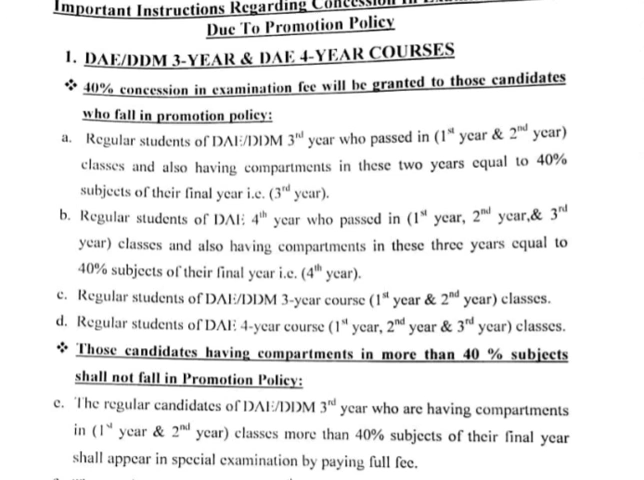 Important Instructions Regarding Concession In
Due To Promotion Policy
1. DAE/DDM 3-YEAR & DAE 4-YEAR COURSES
❖ 40% concession in examination fee will be granted to those candidates
who fall in promotion policy:
a. Regular students of DAE/DDM 3rd year who passed in (1st year & 2nd year)
classes and also having compartments in these two years equal to 40%
subjects of their final year i.e. (3rd year).
b. Regular students of DAE 4th year who passed in (1st year, 2nd year,& 3rd
year) classes and also having compartments in these three years equal to
40% subjects of their final year i.e. (4th year).
c. Regular students of DAE/DDM 3-year course (1st year & 2nd year) classes.
d. Regular students of DAE 4-year course (1st year, 2nd year & 3rd year) classes.
❖ Those candidates having compartments in more than 40 % subjects
shall not fall in Promotion Policy:
e. The regular candidates of DAE/DDM 3rd year who are having compartments
in (1st year & 2nd year) classes more than 40% subjects of their final year
shall appear in special examination by paying full fee.